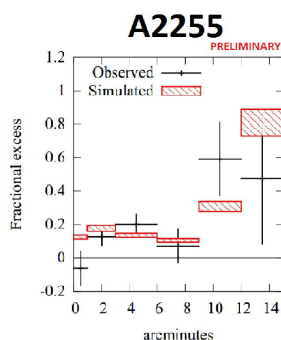 A2255
PRELIMINARY
1.2
Observed
1
Simulated
0.8
0.6
0.4
0.2
0
-0.2
Fractional excess
0 2 4 6 8 10 12 14
arcminutes